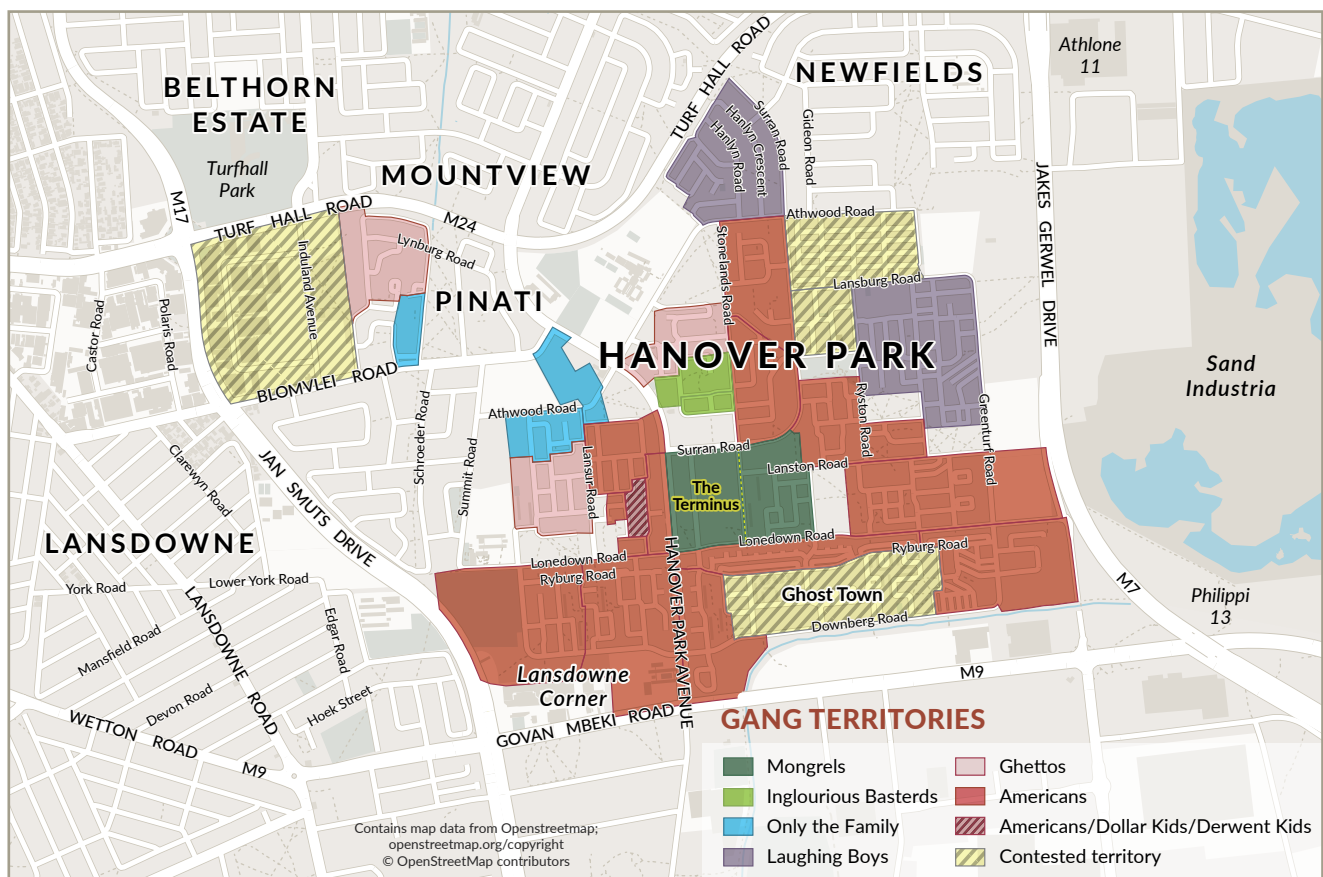 BELTHORN
ESTATE
Turfhall
Park
M17
TURF HALL ROAD
MOUNTVIEW
M24
TURF HALL ROAD
NEWFIELDS
Athlone
11
Surran Road
Hanlyn Crescent
Hanlyn Road
Gideon Road
JAKES GERWEL DRIVE
Athwood Road
Induland Avenue
Lynburg Road
Stonelands Road
Lansburg Road
PINATI
Castor Road
Polaris Road
HANOVER PARK
Sand
Industria
BLOMVLEI ROAD
Athwood Road
Schroeder Road
Summit Road
Ryston Road
Greenturf Road
Clarewyn Road
JAN SMUTS DRIVE
Lansur Road
Surran Road
Lanston Road
The
Terminus
LANSDOWNE
Lonedown Road
Lonedown Road
Ryburg Road
Ryburg Road
HANOVER PARK AVENUE
York Road
Lower York Road
LANSDOWNE ROAD
Edgar Road
Ghost Town
Downberg Road
M7
Philippi
13
Mansfield Road
Devon Road
Hoek Street
Lansdowne
Corner
M9
WETTON ROAD
M9
GOVAN MBEKI ROAD
GANG TERRITORIES
Mongrels
Inglourious Basterds
Only the Family
Laughing Boys
Ghettos
Americans
Americans/Dollar Kids/Derwent Kids
Contested territory
Contains map data from Openstreetmap;
openstreetmap.org/copyright
© OpenStreetMap contributors